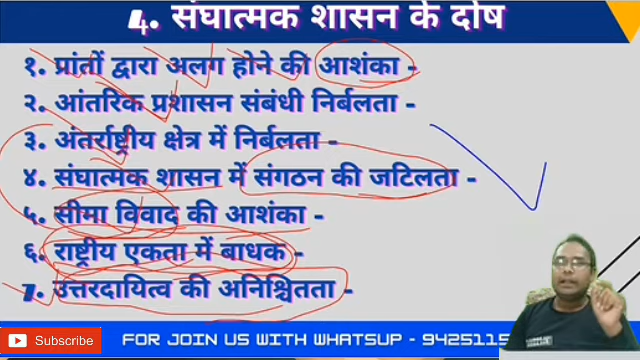 4. संघात्मक शासन के दोष
१. प्रांतों द्वारा अलग होने की आशंका -
२. आंतरिक प्रशासन संबंधी निर्बलता -
३. अंतर्राष्ट्रीय क्षेत्र में निर्बलता -
४. संघात्मक शासन में संगठन की जटिलता -
५. सीमा विवाद की आशंका -
६. राष्ट्रीय एकता में बाधक -
7. उत्तरदायित्व की अनिश्चितता -
Subscribe
FOR JOIN US WITH WHATSUP - 9425115